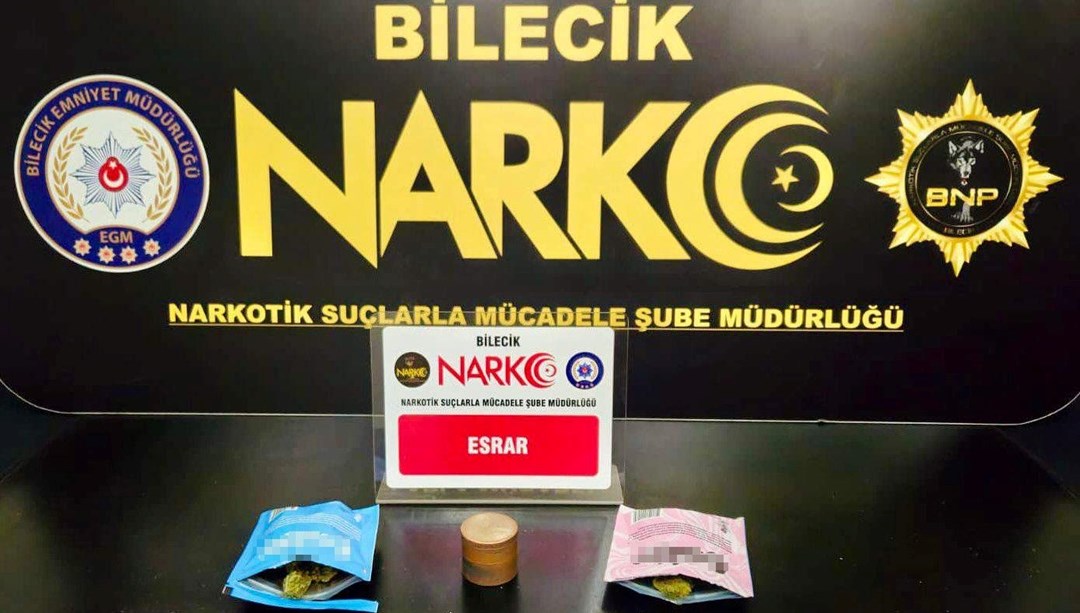 BİLECİK
NARKO
BİLECİK EMNİYET MÜDÜRLÜĞÜ
EGM
BNP
NARKOTİK SUÇLARLA MÜCADELE ŞUBE MÜDÜRLÜĞÜ
BİLECİK
NARKO
NARKO
NARKOTİK SUÇLARLA MÜCADELE ŞUBE MÜDÜRLÜĞÜ
ESRAR